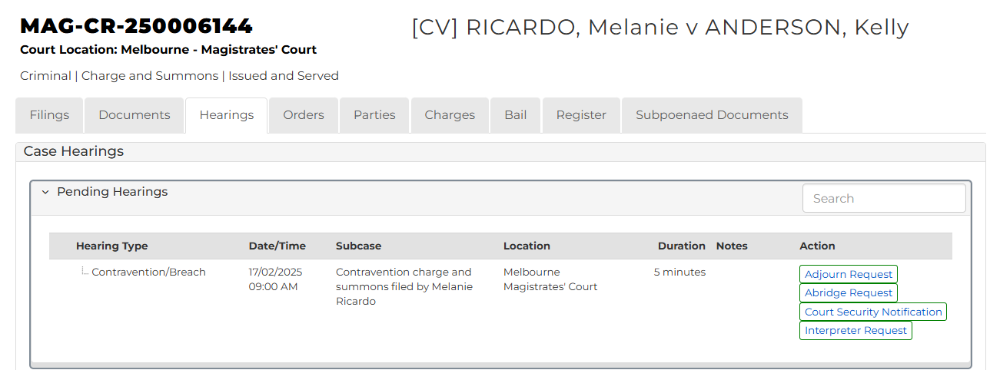 MAG-CR-250006144
[CV] RICARDO, Melanie v ANDERSON, Kelly
Court Location: Melbourne - Magistrates' Court
Criminal | Charge and Summons | Issued and Served
Filings Documents Hearings Orders Parties Charges Bail Register Subpoenaed Documents
Case Hearings
Pending Hearings
Search
Hearing Type Date/Time Subcase Location Duration Notes Action
Contravention/Breach 17/02/2025 Contravention charge and Melbourne 5 minutes Adjourn Request
09:00 AM summons filed by Melanie Magistrates' Court Abridge Request
Ricardo Court Security Notification
Interpreter Request